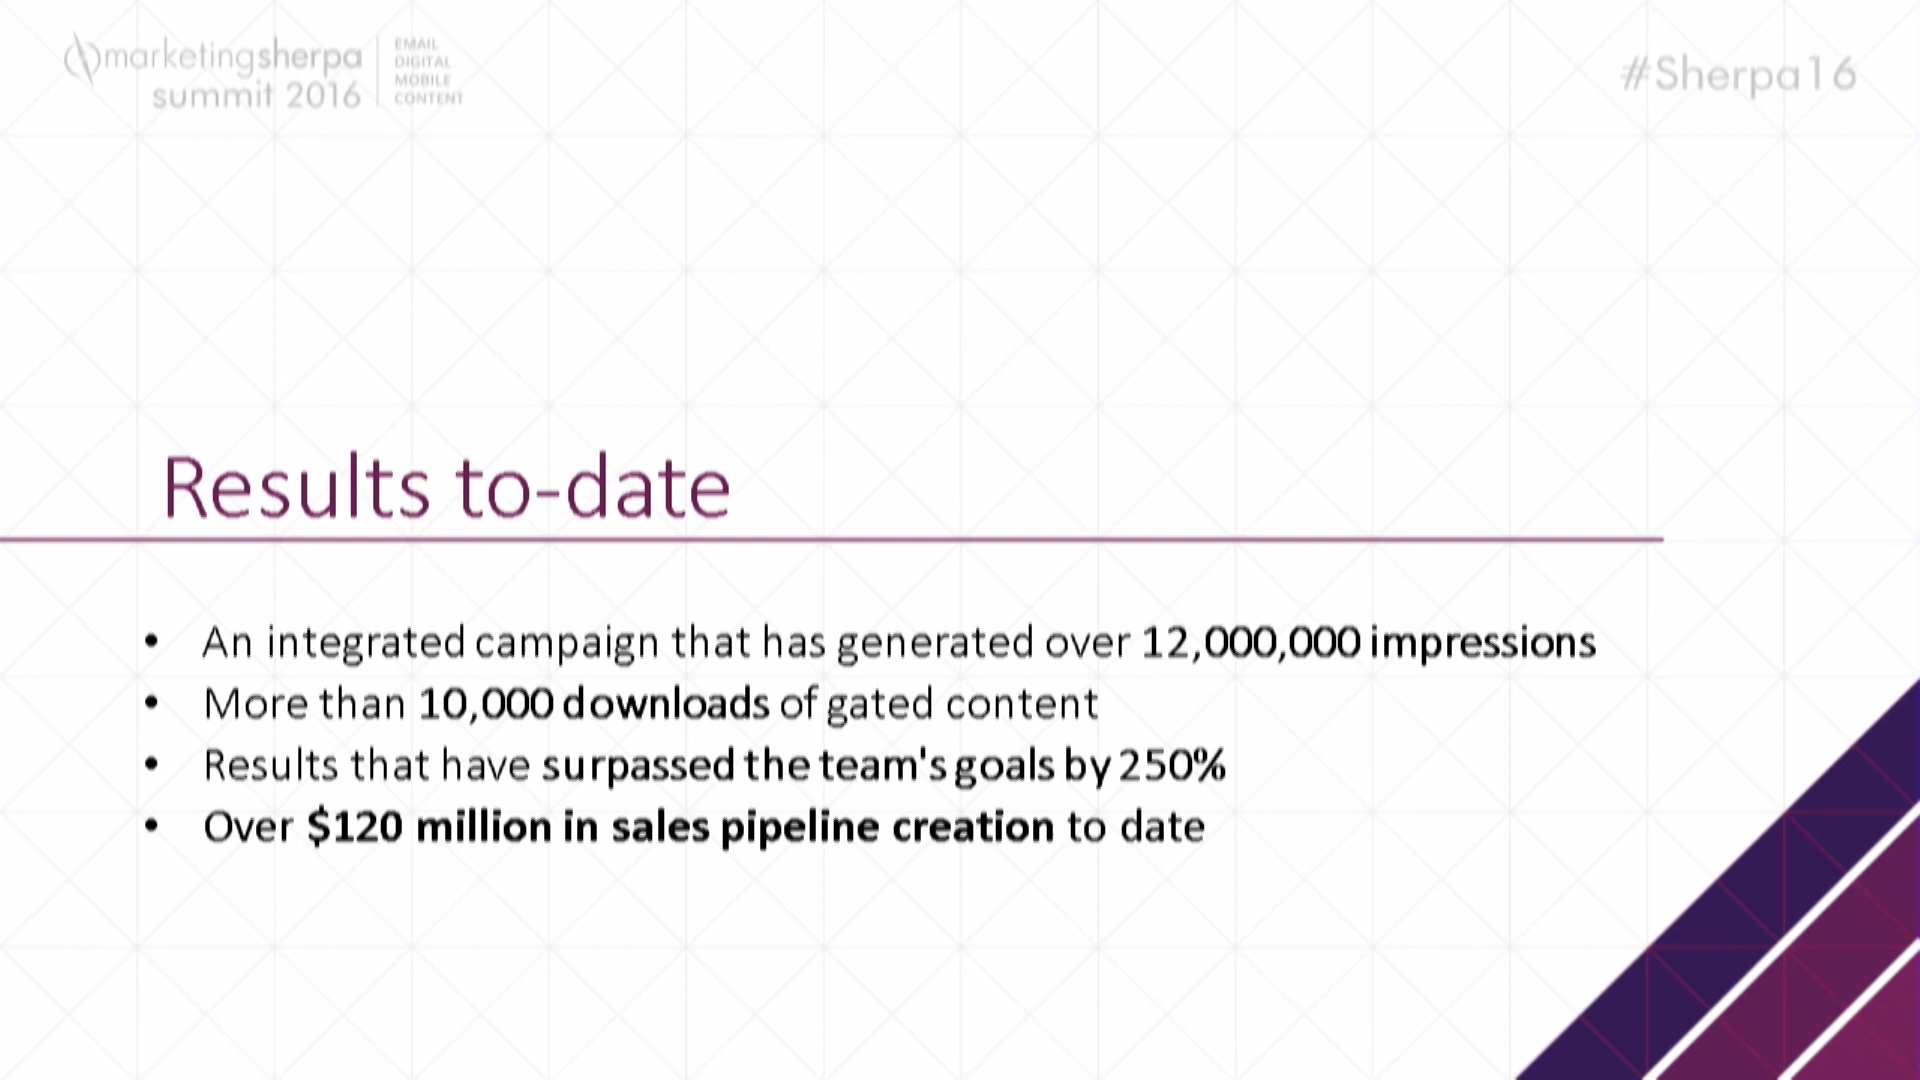 marketingsherpa
summit 2016
EMAIL
DIGITAL
MOBILE
CONTENT
#Sherpa16
Results to-date
• An integrated campaign that has generated over 12,000,000 impressions
• More than 10,000 downloads of gated content
• Results that have surpassed the team's goals by 250%
• Over $120 million in sales pipeline creation to date